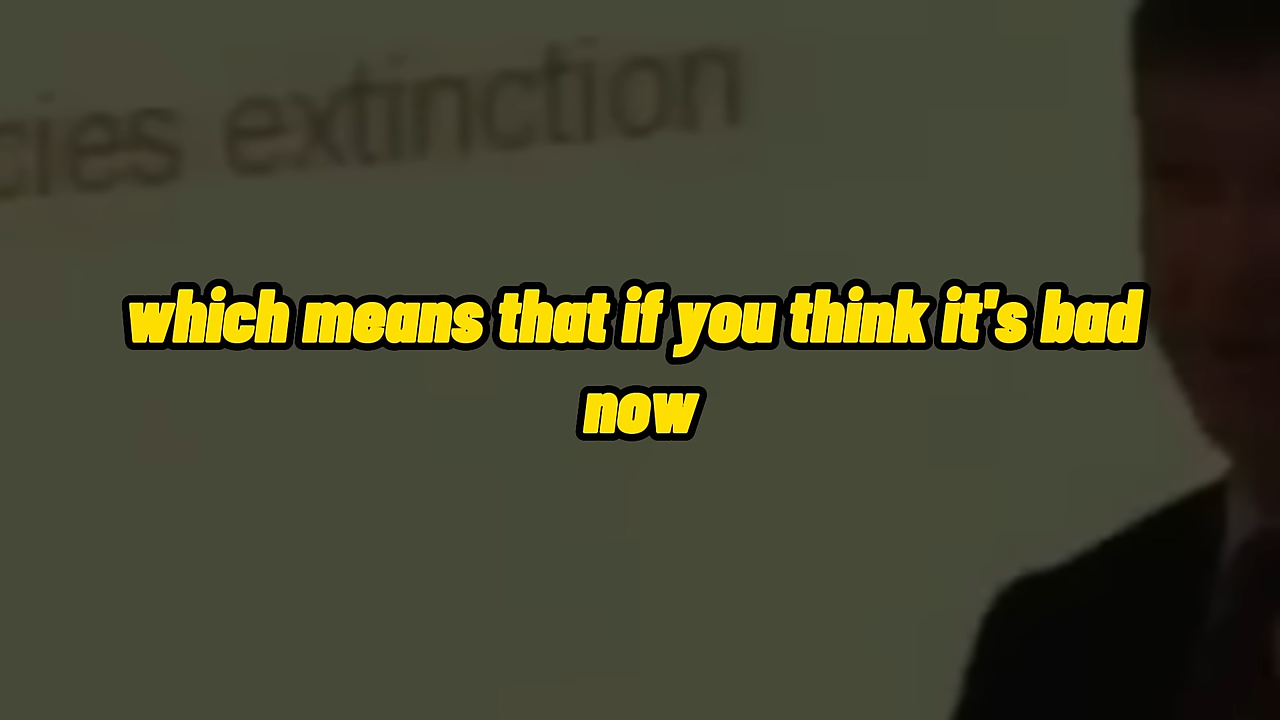 cies extinction
which means that if you think it's bad
now